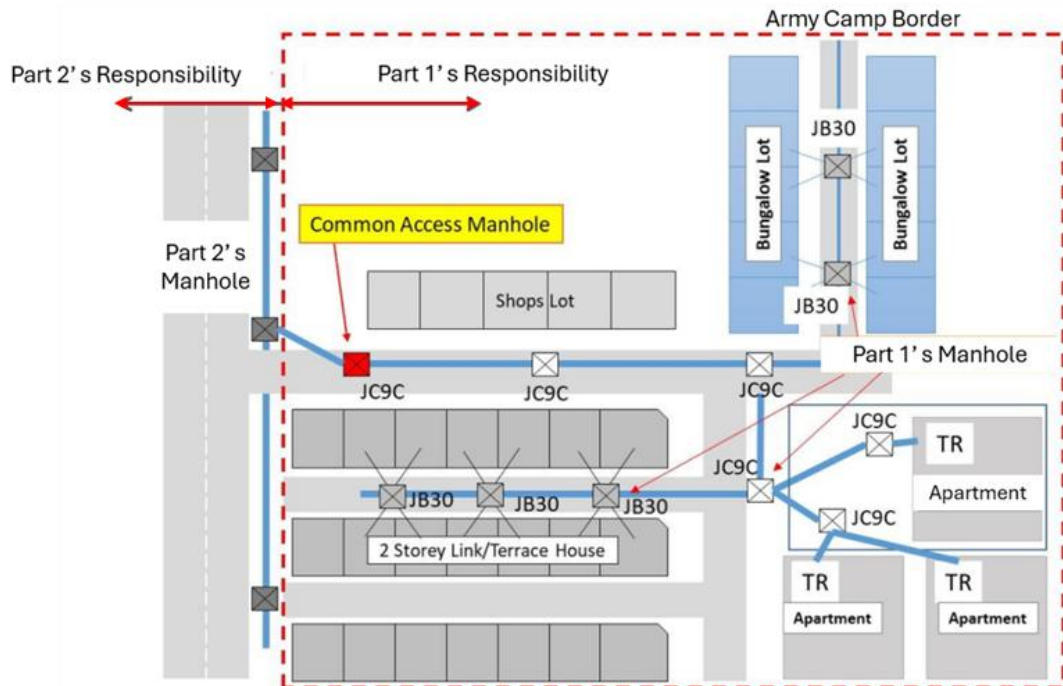 Army Camp Border
Part 2's Responsibility
Part 1's Responsibility
JB30
Bungalow Lot
Bungalow Lot
Common Access Manhole
Part 2's
Manhole
JB30
Shops Lot
Part 1's Manhole
JC9C
JC9C
JC9C
JC9C
TR
JC9C
Apartment
JB30
JB30
JB30
JC9C
2 Storey Link/Terrace House
TR
TR
Apartment
Apartment